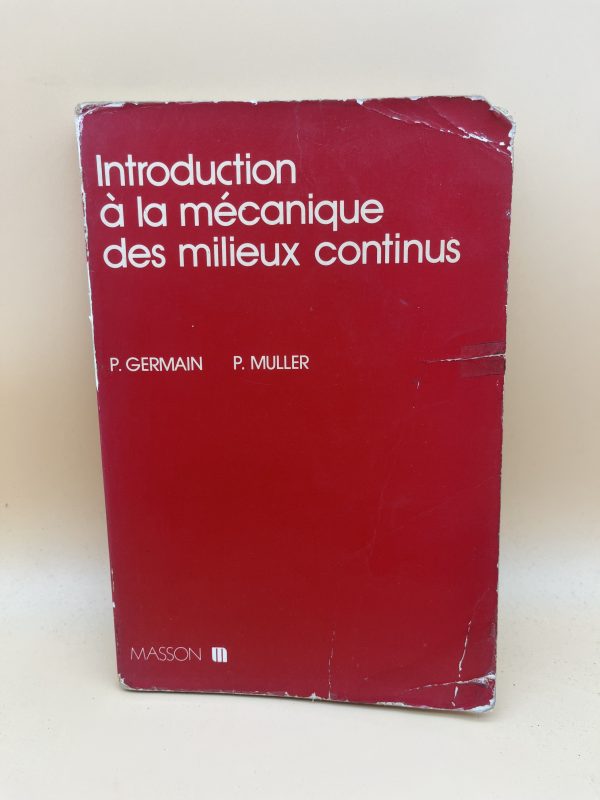 Introduction
à la mécanique
des milieux continus
P. GERMAIN P. MULLER
MASSON m